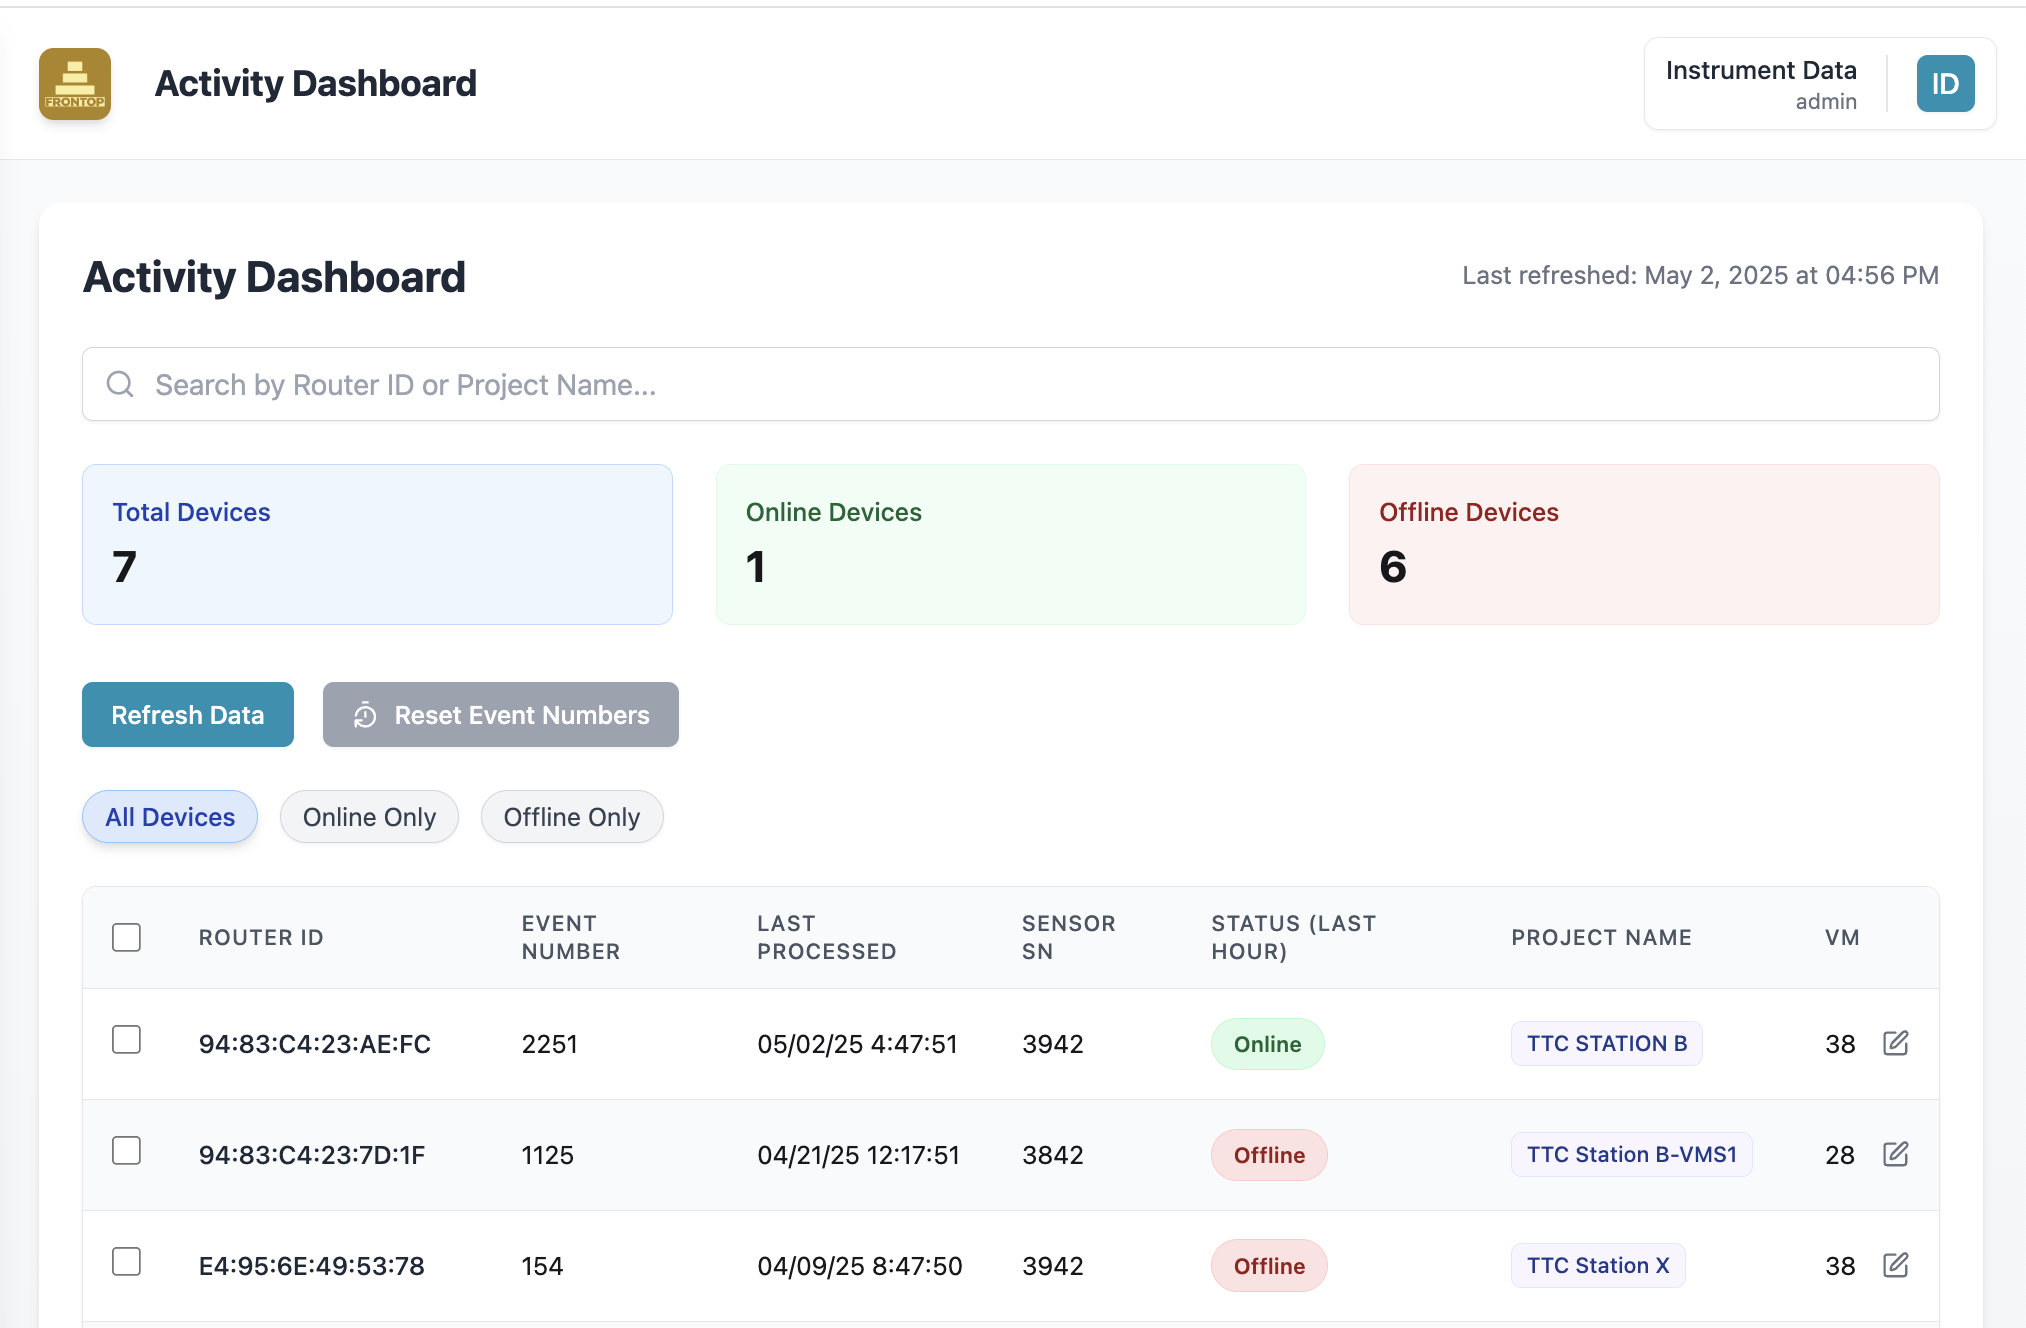 FRONTOP
Activity Dashboard
Instrument Data
admin
ID
Activity Dashboard
Last refreshed: May 2, 2025 at 04:56 PM
Search by Router ID or Project Name...
Total Devices
7
Online Devices
1
Offline Devices
6
Refresh Data
Reset Event Numbers
All Devices
Online Only
Offline Only
ROUTER ID
EVENT
NUMBER
LAST
PROCESSED
SENSOR
SN
STATUS (LAST
HOUR)
PROJECT NAME
VM
94:83:C4:23:AE:FC 2251 05/02/25 4:47:51 3942 Online TTC STATION B 38
94:83:C4:23:7D:1F 1125 04/21/25 12:17:51 3842 Offline TTC Station B-VMS1 28
E4:95:6E:49:53:78 154 04/09/25 8:47:50 3942 Offline TTC Station X 38